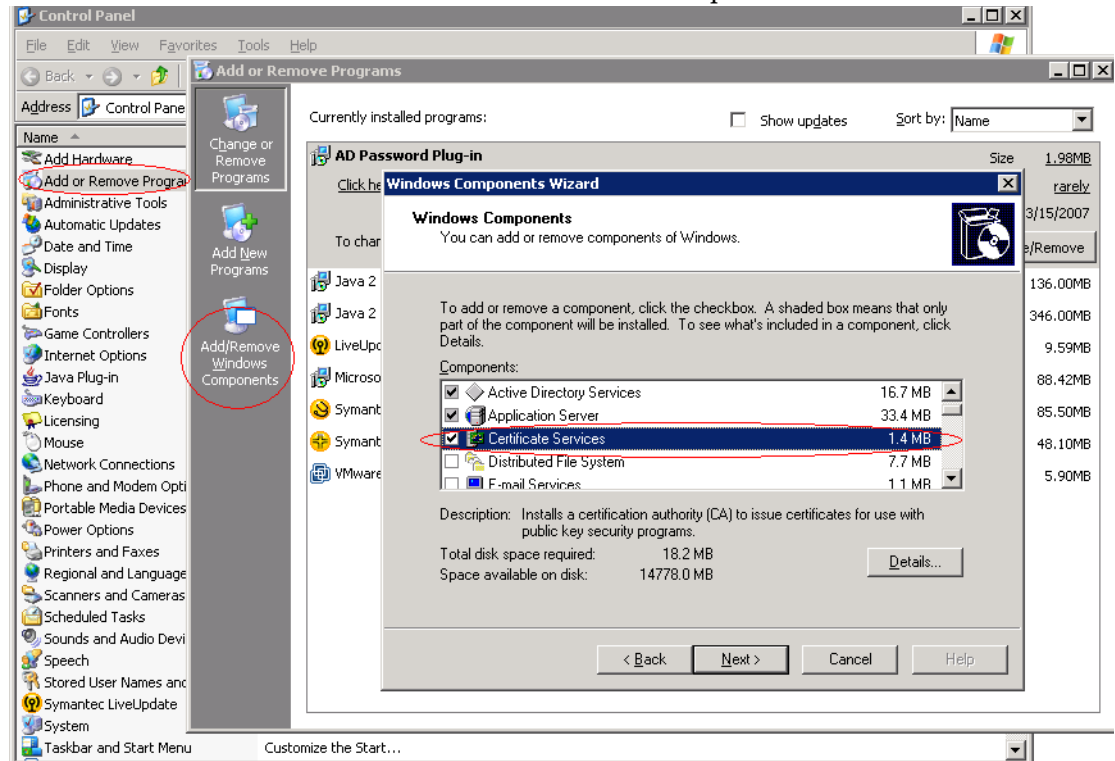 Control Panel
File Edit View Favorites Tools Help
Back
Address Control Pane
Name
Add Hardware
Add or Remove Progra
Administrative Tools
Automatic Updates
Date and Time
Display
Folder Options
Fonts
Game Controllers
Internet Options
Java Plug-in
Keyboard
Licensing
Mouse
Network Connections
Phone and Modem Opti
Portable Media Devices
Power Options
Printers and Faxes
Regional and Language
Scanners and Cameras
Scheduled Tasks
Sounds and Audio Devi
Speech
Stored User Names and
Symantec LiveUpdate
System
Taskbar and Start Menu Customize the Start...
Add or Remove Programs
Change or
Remove
Programs
Add New
Programs
Add/Remove
Windows
Components
Currently installed programs: Show updates Sort by: Name
AD Password Plug-in Size 1.98MB
Click he rarely
3/15/2007
To char e/Remove
Java 2 136.00MB
Java 2 346.00MB
LiveUpd 9.59MB
Microso 88.42MB
Symant 85.50MB
Symant 48.10MB
VMware 5.90MB
Windows Components Wizard
Windows Components
You can add or remove components of Windows.
To add or remove a component, click the checkbox. A shaded box means that only
part of the component will be installed. To see what's included in a component, click
Details.
Components:
Active Directory Services 16.7 MB
Application Server 33.4 MB
Certificate Services 1.4 MB
Distributed File System 7.7 MB
E-mail Services 1.1 MB
Description: Installs a certification authority (CA) to issue certificates for use with
public key security programs.
Total disk space required: 18.2 MB
Space available on disk: 14778.0 MB
Details...
< Back Next > Cancel Help